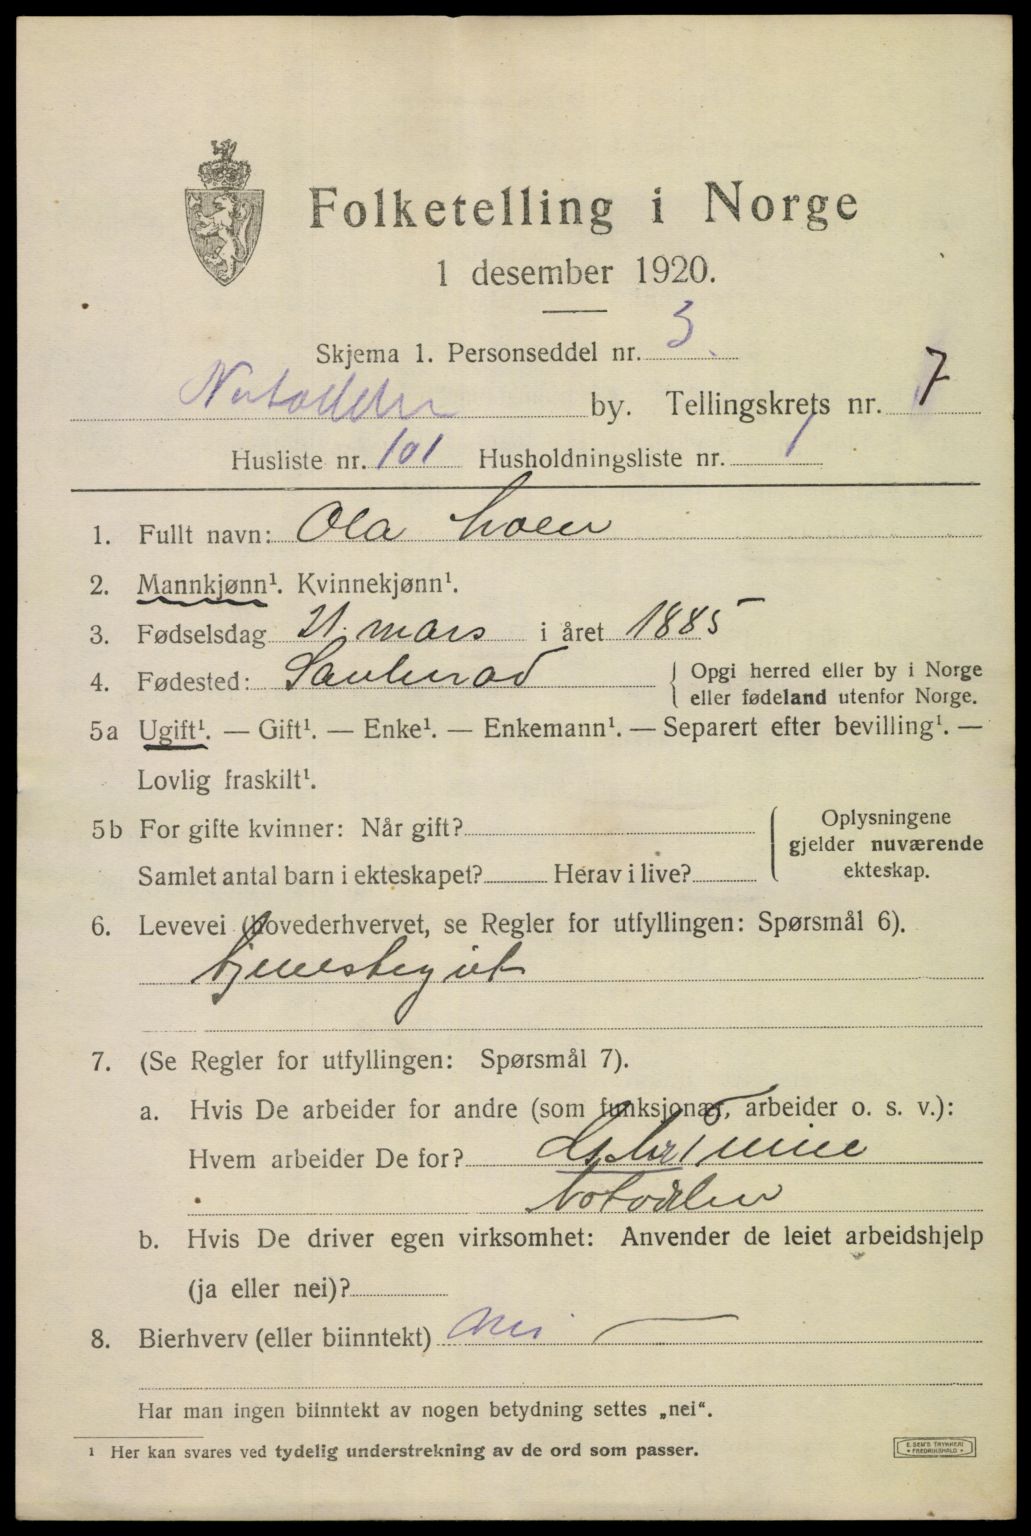 Folketelling i Norge
1 desember 1920.
Skjema 1. Personseddel nr. 3.
Notodden by. Tellingskrets nr. 7
Husliste nr. 101 Husholdningsliste nr. 1
1. Fullt navn: Ola Moen
2. Mannkjønn¹. Kvinnekjønn¹.
3. Fødselsdag 21. mars i året 1885
4. Fødested: Sauherad { Opgi herred eller by i Norge
eller fødeland utenfor Norge.
5a Ugift¹. — Gift¹. — Enke¹. — Enkemann¹. — Separert efter bevilling¹. —
Lovlig fraskilt¹.
5b For gifte kvinner: Når gift?
Samlet antal barn i ekteskapet? Herav i live?
Oplysningene
gjelder nuværende
ekteskap.
6. Levevei (hovederhvervet, se Regler for utfyllingen: Spørsmål 6).
7. (Se Regler for utfyllingen: Spørsmål 7).
a. Hvis De arbeider for andre (som funksjonær, arbeider o. s. v.):
Hvem arbeider De for?
Notodden
b. Hvis De driver egen virksomhet: Anvender de leiet arbeidshjelp
(ja eller nei)?
8. Bierhverv (eller biinntekt) Nei —
Har man ingen biinntekt av nogen betydning settes „nei“.
¹ Her kan svares ved tydelig understrekning av de ord som passer.
E. SEM'S TRYKKERI
• FREDRIKSHALD •